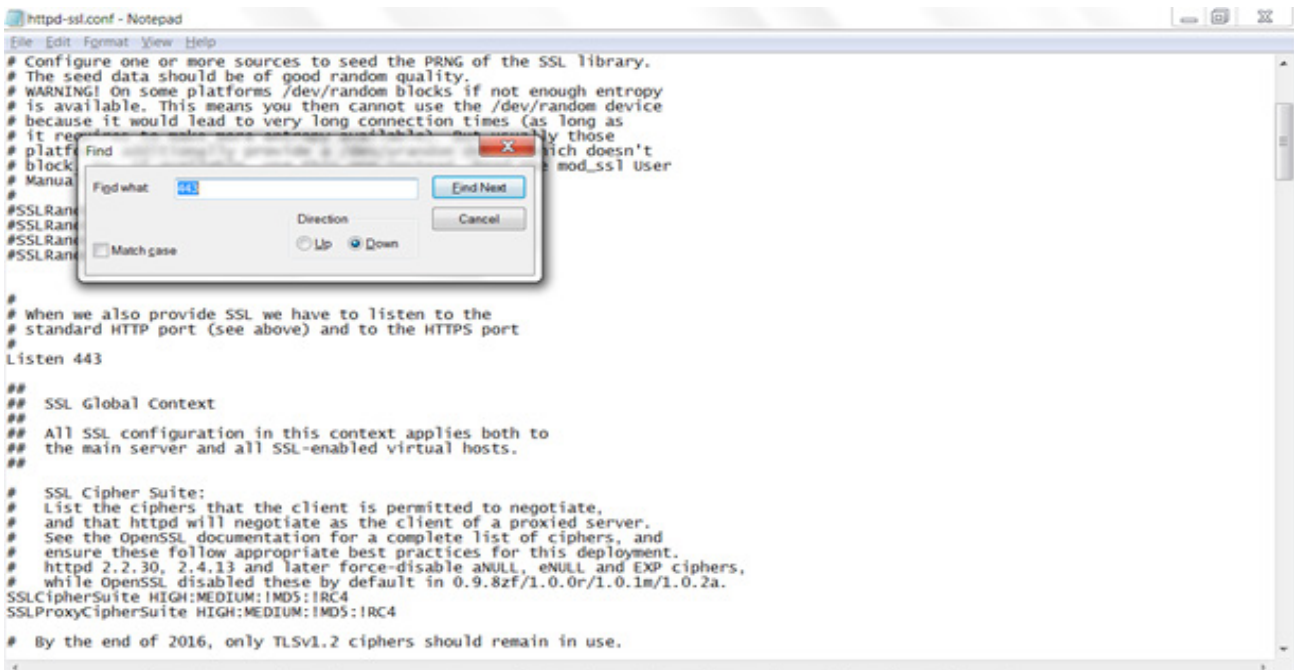 httpd-ssl.conf - Notepad
File Edit Format View Help
# Configure one or more sources to seed the PRNG of the SSL library.
# The seed data should be of good random quality.
# WARNING! On some platforms /dev/random blocks if not enough entropy
# is available. This means you then cannot use the /dev/random device
# because it would lead to very long connection times (as long as
# it requires to make more entropy available). But usually those
# platf ich doesn't
# block mod_ssl User
# Manua
#
#SSLRand
#SSLRand
#SSLRand
#SSLRand
Find
Find what:
443
Find Next
Direction
Cancel
Match case
Up
Down
#
# When we also provide SSL we have to listen to the
# standard HTTP port (see above) and to the HTTPS port
#
Listen 443
##
## SSL Global Context
##
## All SSL configuration in this context applies both to
## the main server and all SSL-enabled virtual hosts.
##
# SSL Cipher Suite:
# List the ciphers that the client is permitted to negotiate,
# and that httpd will negotiate as the client of a proxied server.
# See the OpenSSL documentation for a complete list of ciphers, and
# ensure these follow appropriate best practices for this deployment.
# httpd 2.2.30, 2.4.13 and later force-disable aNULL, eNULL and EXP ciphers,
# while OpenSSL disabled these by default in 0.9.8zf/1.0.0r/1.0.1m/1.0.2a.
SSLCipherSuite HIGH:MEDIUM:!MD5:!RC4
SSLProxyCipherSuite HIGH:MEDIUM:!MD5:!RC4
# By the end of 2016, only TLSv1.2 ciphers should remain in use.